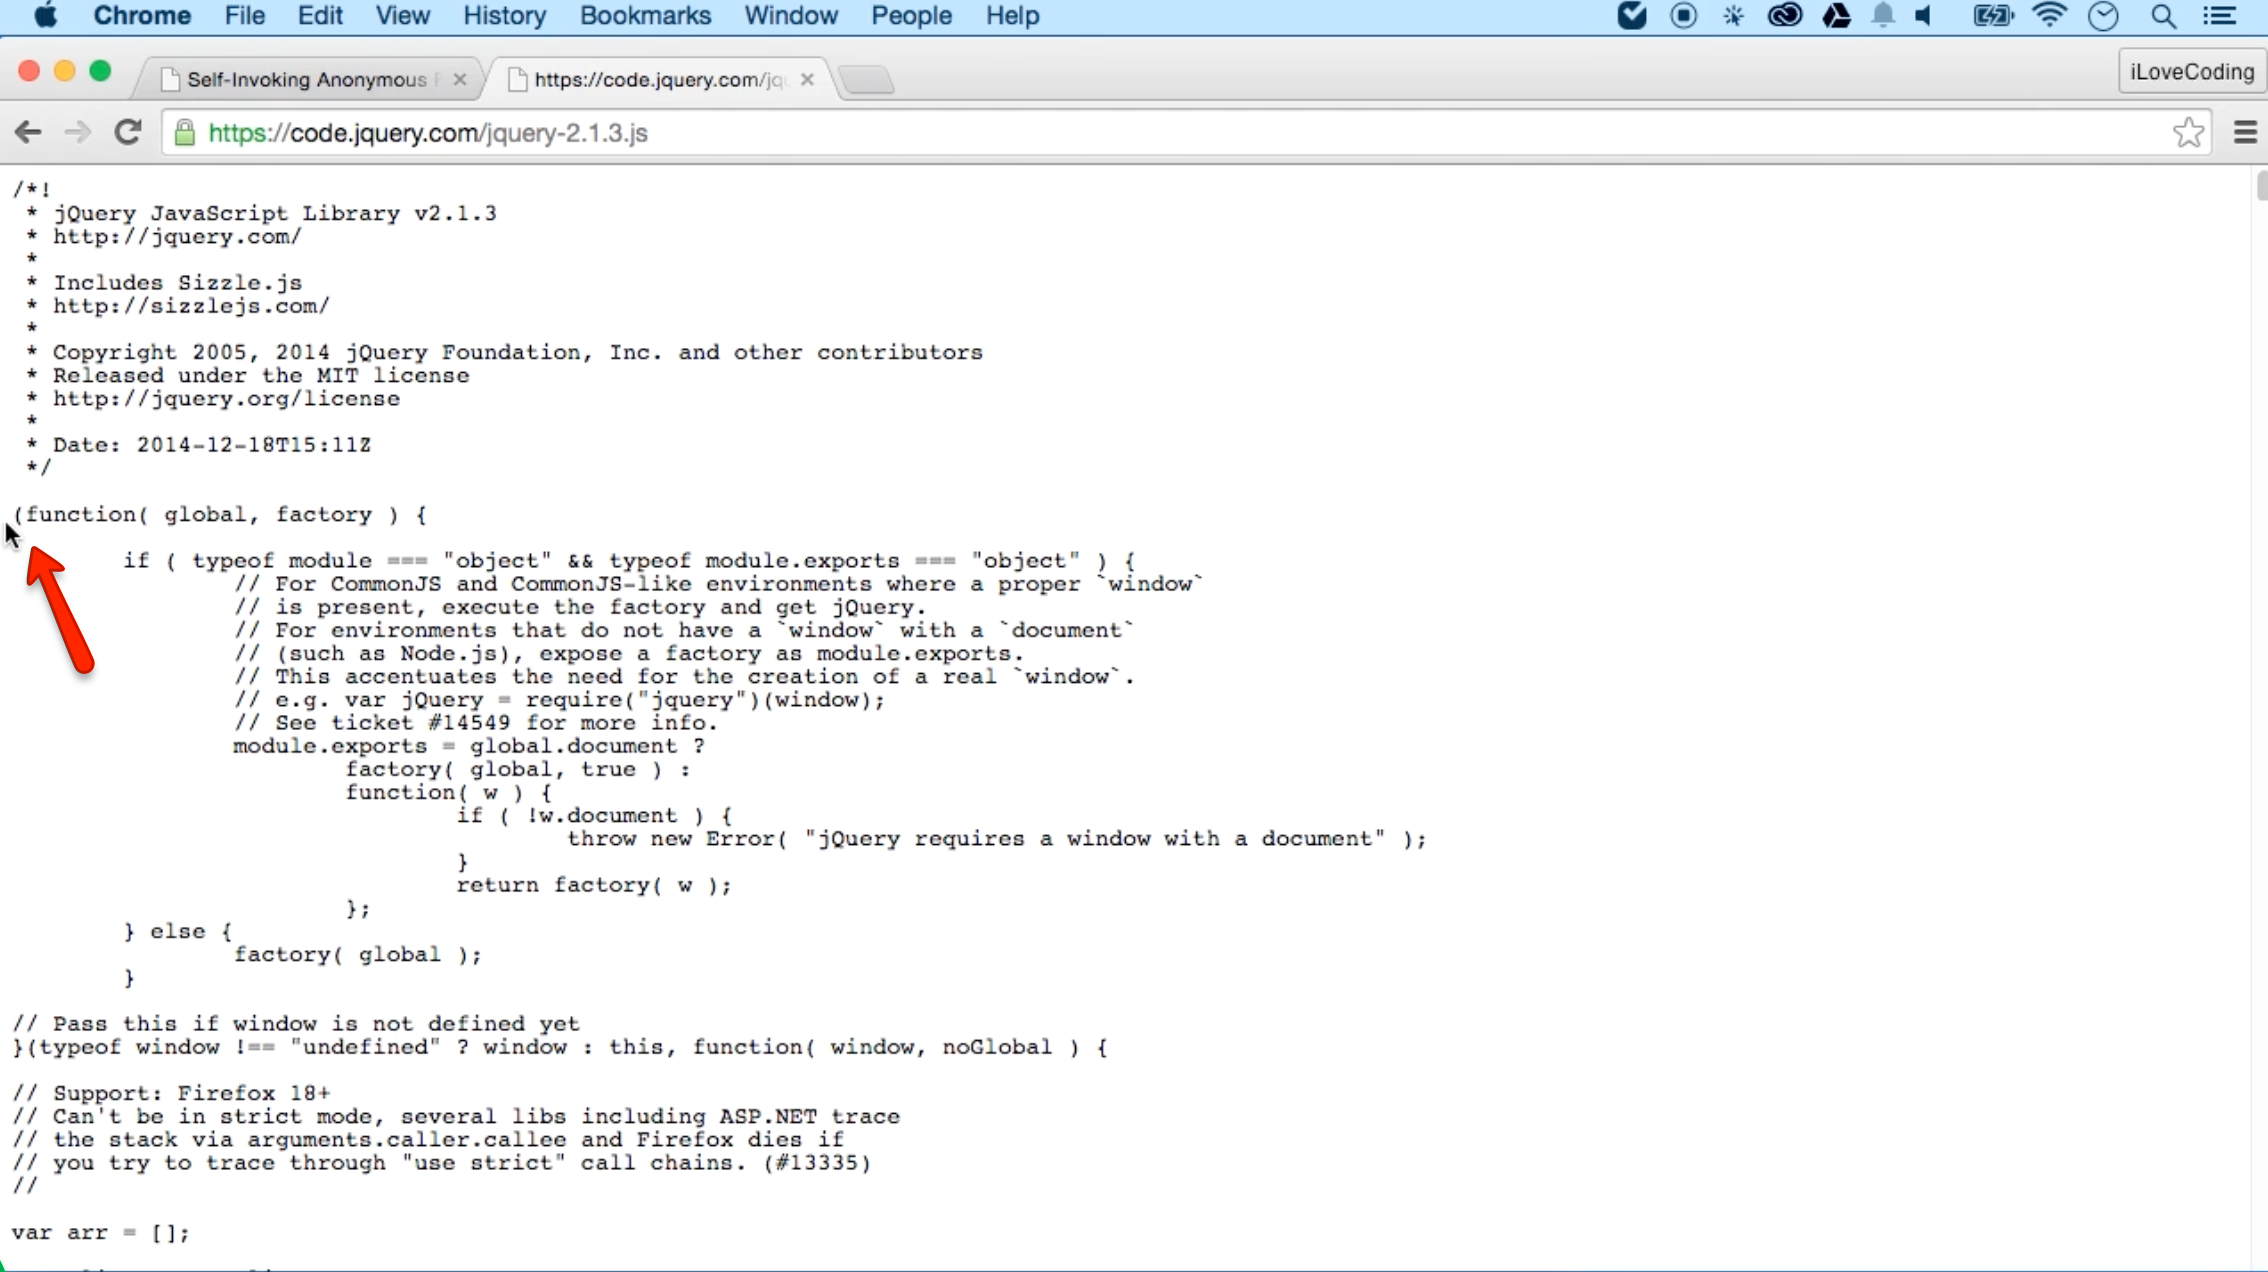 Chrome File Edit View History Bookmarks Window People Help
Self-Invoking Anonymous
https://code.jquery.com/jq
iLoveCoding
https://code.jquery.com/jquery-2.1.3.js
/*!
 * jQuery JavaScript Library v2.1.3
 * http://jquery.com/
 *
 * Includes Sizzle.js
 * http://sizzlejs.com/
 *
 * Copyright 2005, 2014 jQuery Foundation, Inc. and other contributors
 * Released under the MIT license
 * http://jquery.org/license
 *
 * Date: 2014-12-18T15:11Z
 */
(function( global, factory ) {
if ( typeof module === "object" && typeof module.exports === "object" ) {
// For CommonJS and CommonJS-like environments where a proper `window`
// is present, execute the factory and get jQuery.
// For environments that do not have a `window` with a `document`
// (such as Node.js), expose a factory as module.exports.
// This accentuates the need for the creation of a real `window`.
// e.g. var jQuery = require("jquery")(window);
// See ticket #14549 for more info.
module.exports = global.document ?
factory( global, true ) :
function( w ) {
if ( !w.document ) {
throw new Error( "jQuery requires a window with a document" );
}
return factory( w );
};
} else {
factory( global );
}
// Pass this if window is not defined yet
}(typeof window !== "undefined" ? window : this, function( window, noGlobal ) {
// Support: Firefox 18+
// Can't be in strict mode, several libs including ASP.NET trace
// the stack via arguments.caller.callee and Firefox dies if
// you try to trace through "use strict" call chains. (#13335)
//
var arr = [];